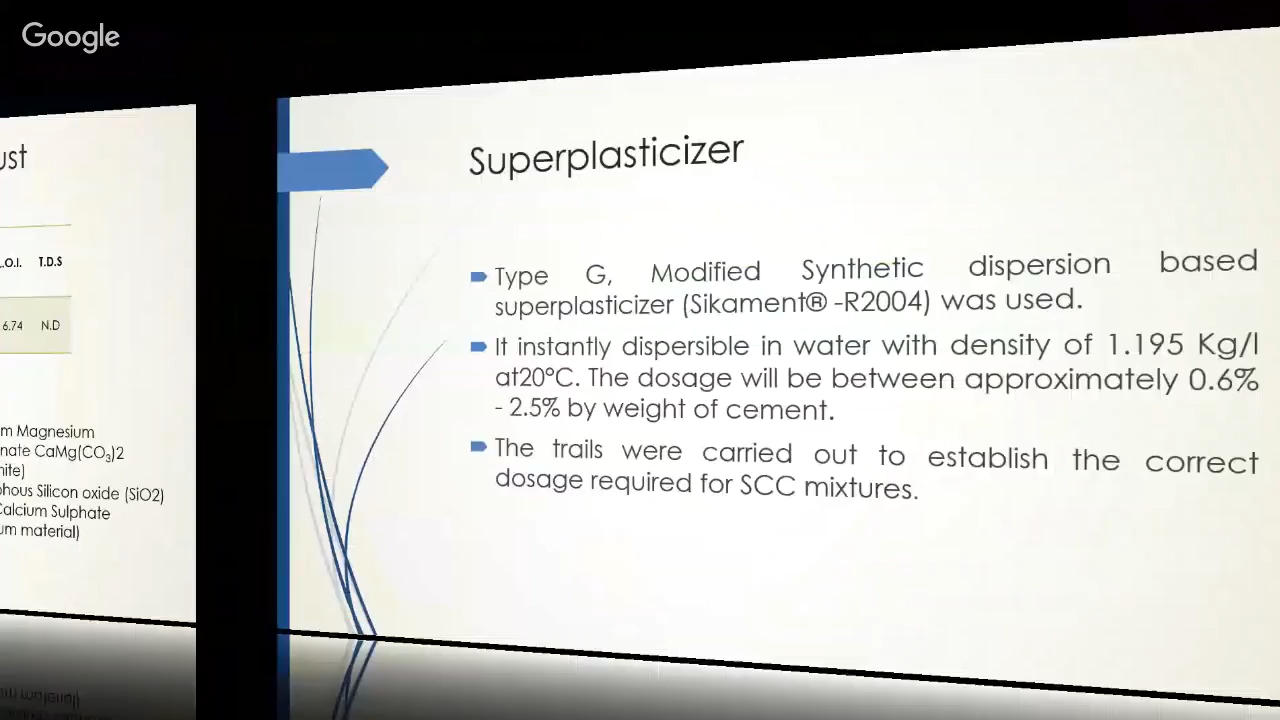 Google
ust
L.O.I. T.D.S
6.74 N.D
m Magnesium
nate CaMg(CO3)2
nite)
phous Silicon oxide (SiO2)
Calcium Sulphate
um material)
Superplasticizer
Type G, Modified Synthetic dispersion based
superplasticizer (Sikament® -R2004) was used.
It instantly dispersible in water with density of 1.195 Kg/l
at20°C. The dosage will be between approximately 0.6%
- 2.5% by weight of cement.
The trails were carried out to establish the correct
dosage required for SCC mixtures.